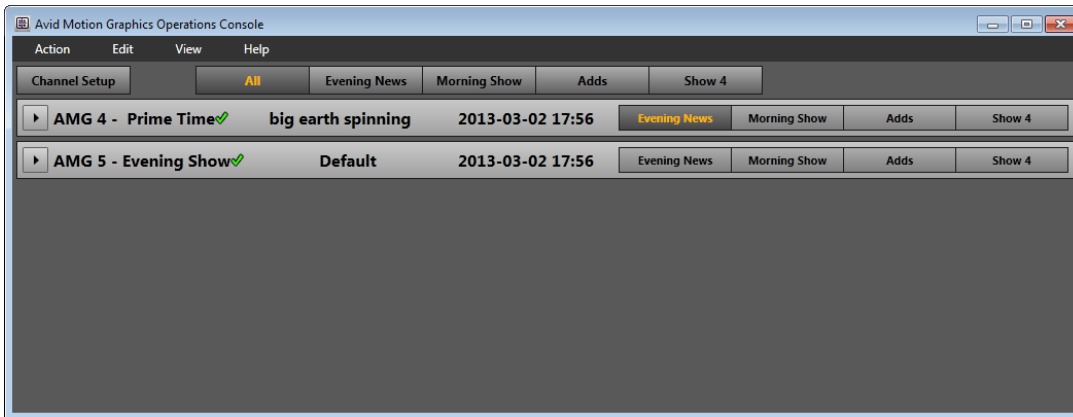 Avid Motion Graphics Operations Console
Action Edit View Help
Channel Setup All Evening News Morning Show Adds Show 4
AMG 4 - Prime Time big earth spinning 2013-03-02 17:56 Evening News Morning Show Adds Show 4
AMG 5 - Evening Show Default 2013-03-02 17:56 Evening News Morning Show Adds Show 4